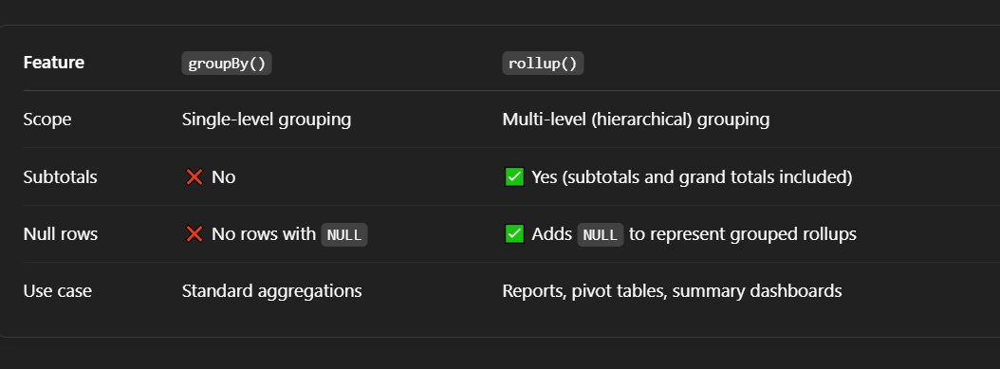 Feature groupBy() rollup()
Scope Single-level grouping Multi-level (hierarchical) grouping
Subtotals ❌ No ✅ Yes (subtotals and grand totals included)
Null rows ❌ No rows with NULL ✅ Adds NULL to represent grouped rollups
Use case Standard aggregations Reports, pivot tables, summary dashboards